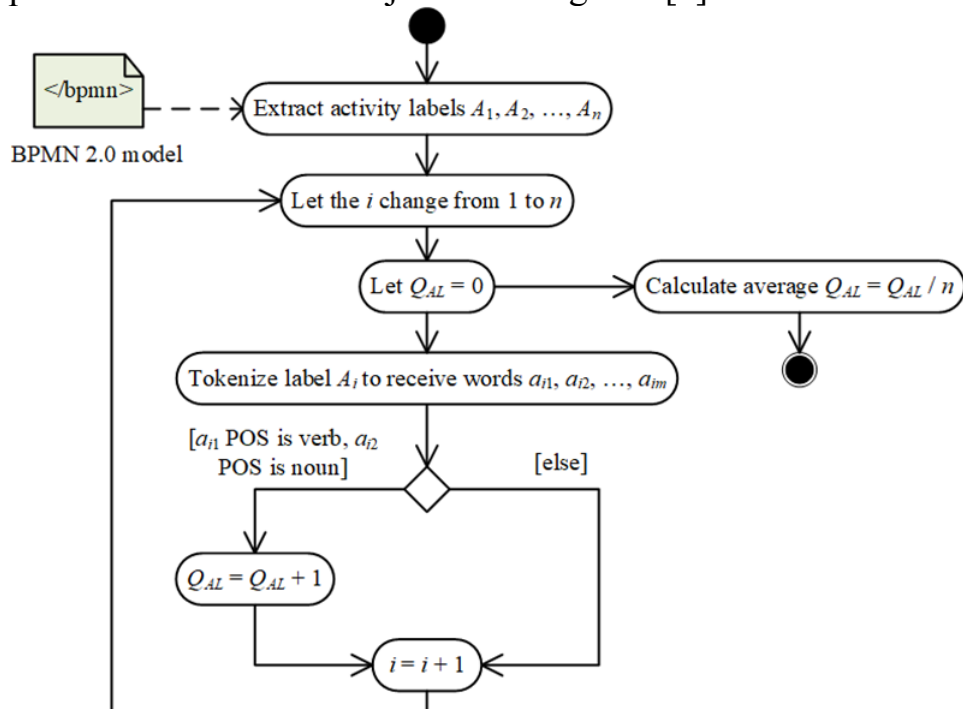 </bpmn>
BPMN 2.0 model
Extract activity labels A1, A2, …, An
Let the i change from 1 to n
Let QAL = 0
Calculate average QAL = QAL / n
Tokenize label Ai to receive words ai1, ai2, …, aim
[ai1 POS is verb, ai2
POS is noun]
[else]
QAL = QAL + 1
i = i + 1